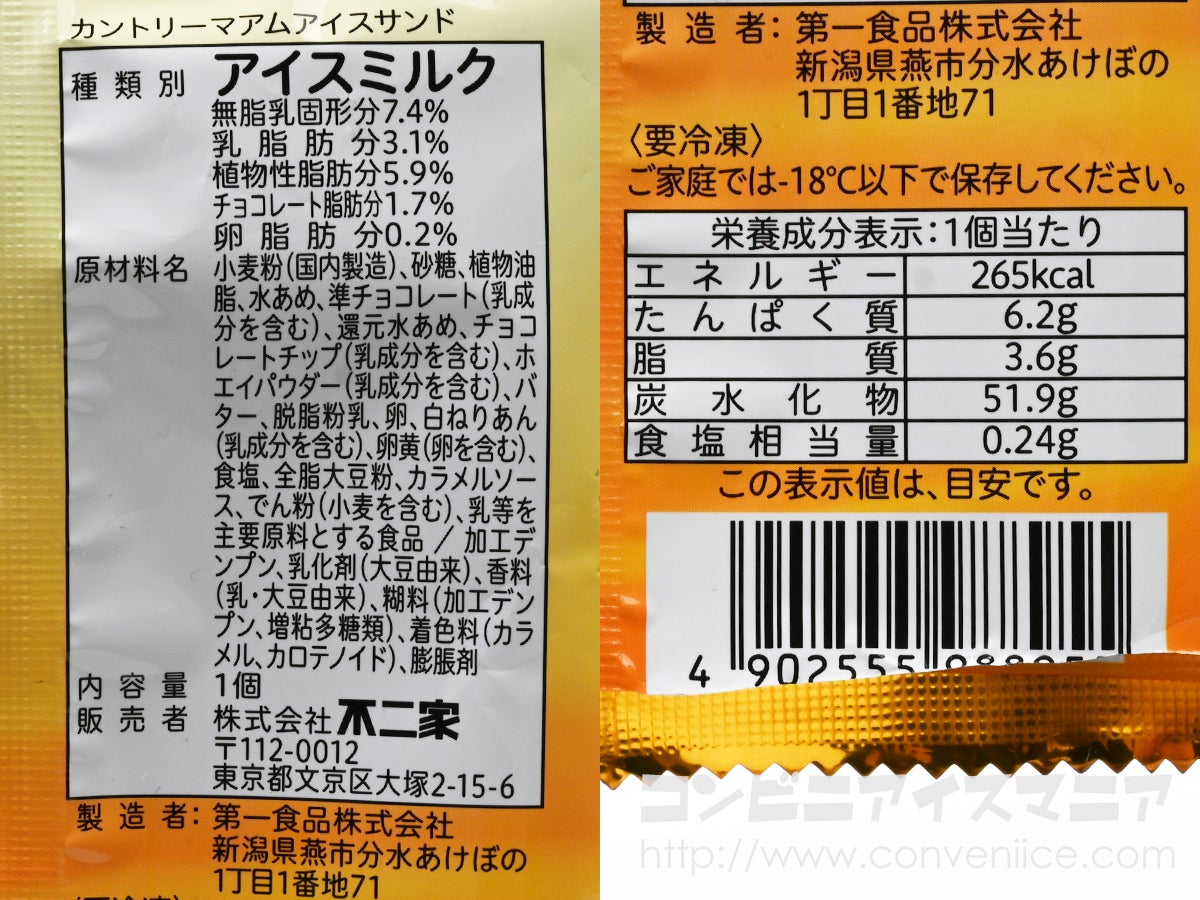 カントリーマアムアイスサンド
種類別 アイスミルク
無脂乳固形分7.4%
乳脂肪分3.1%
植物性脂肪分5.9%
チョコレート脂肪分1.7%
卵脂肪分0.2%
原材料名 小麦粉(国内製造)、砂糖、植物油
脂、水あめ、準チョコレート(乳成
分を含む)、還元水あめ、チョコ
レートチップ(乳成分を含む)、ホ
エイパウダー(乳成分を含む)、バ
ター、脱脂粉乳、卵、白ねりあん
(乳成分を含む)、卵黄(卵を含む)、
食塩、全脂大豆粉、カラメルソー
ス、でん粉(小麦を含む)、乳等を
主要原料とする食品/加工デ
ンプン、乳化剤(大豆由来)、香料
(乳・大豆由来)、糊料(加工デン
プン、増粘多糖類)、着色料(カラ
メル、カロテノイド)、膨脹剤
内容量 1個
販売者 株式会社不二家
〒112-0012
東京都文京区大塚2-15-6
製造者:第一食品株式会社
新潟県燕市分水あけぼの
1丁目1番地71
製造者:第一食品株式会社
新潟県燕市分水あけぼの
1丁目1番地71
〈要冷凍〉
ご家庭では-18℃以下で保存してください。
栄養成分表示:1個当たり
エネルギー 265kcal
たんぱく質 6.2g
脂質 3.6g
炭水化物 51.9g
食塩相当量 0.24g
この表示値は、目安です。
4 902555
コンビニアイスマニア
http://www.conveniice.com